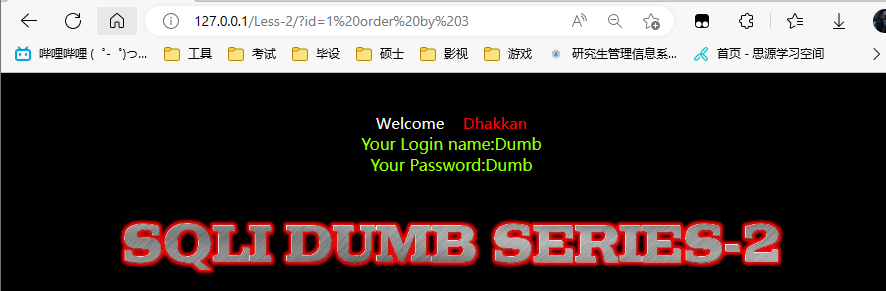 127.0.0.1/Less-2/?id=1%20order%20by%203
哔哩哔哩 (゜-゜)つ... 工具 考试 毕设 硕士 影视 游戏 研究生管理信息系... 首页 - 思源学习空间
Welcome Dhakkan
Your Login name:Dumb
Your Password:Dumb
SQLI DUMB SERIES-2